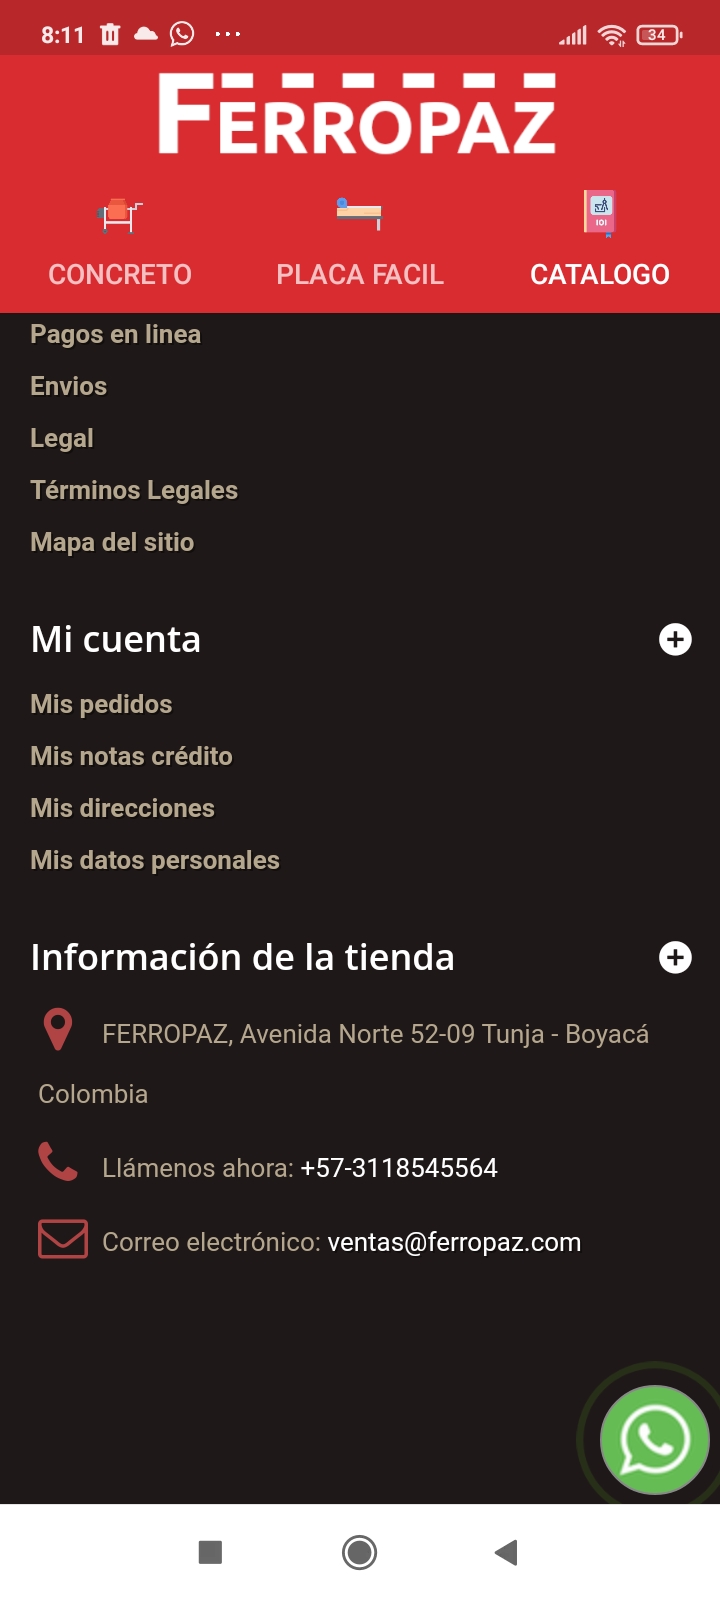 8:11
34
FERROPAZ
CONCRETO PLACA FACIL CATALOGO
Pagos en linea
Envios
Legal
Términos Legales
Mapa del sitio
Mi cuenta
Mis pedidos
Mis notas crédito
Mis direcciones
Mis datos personales
Información de la tienda
FERROPAZ, Avenida Norte 52-09 Tunja - Boyacá
Colombia
Llámenos ahora: +57-3118545564
Correo electrónico: ventas@ferropaz.com